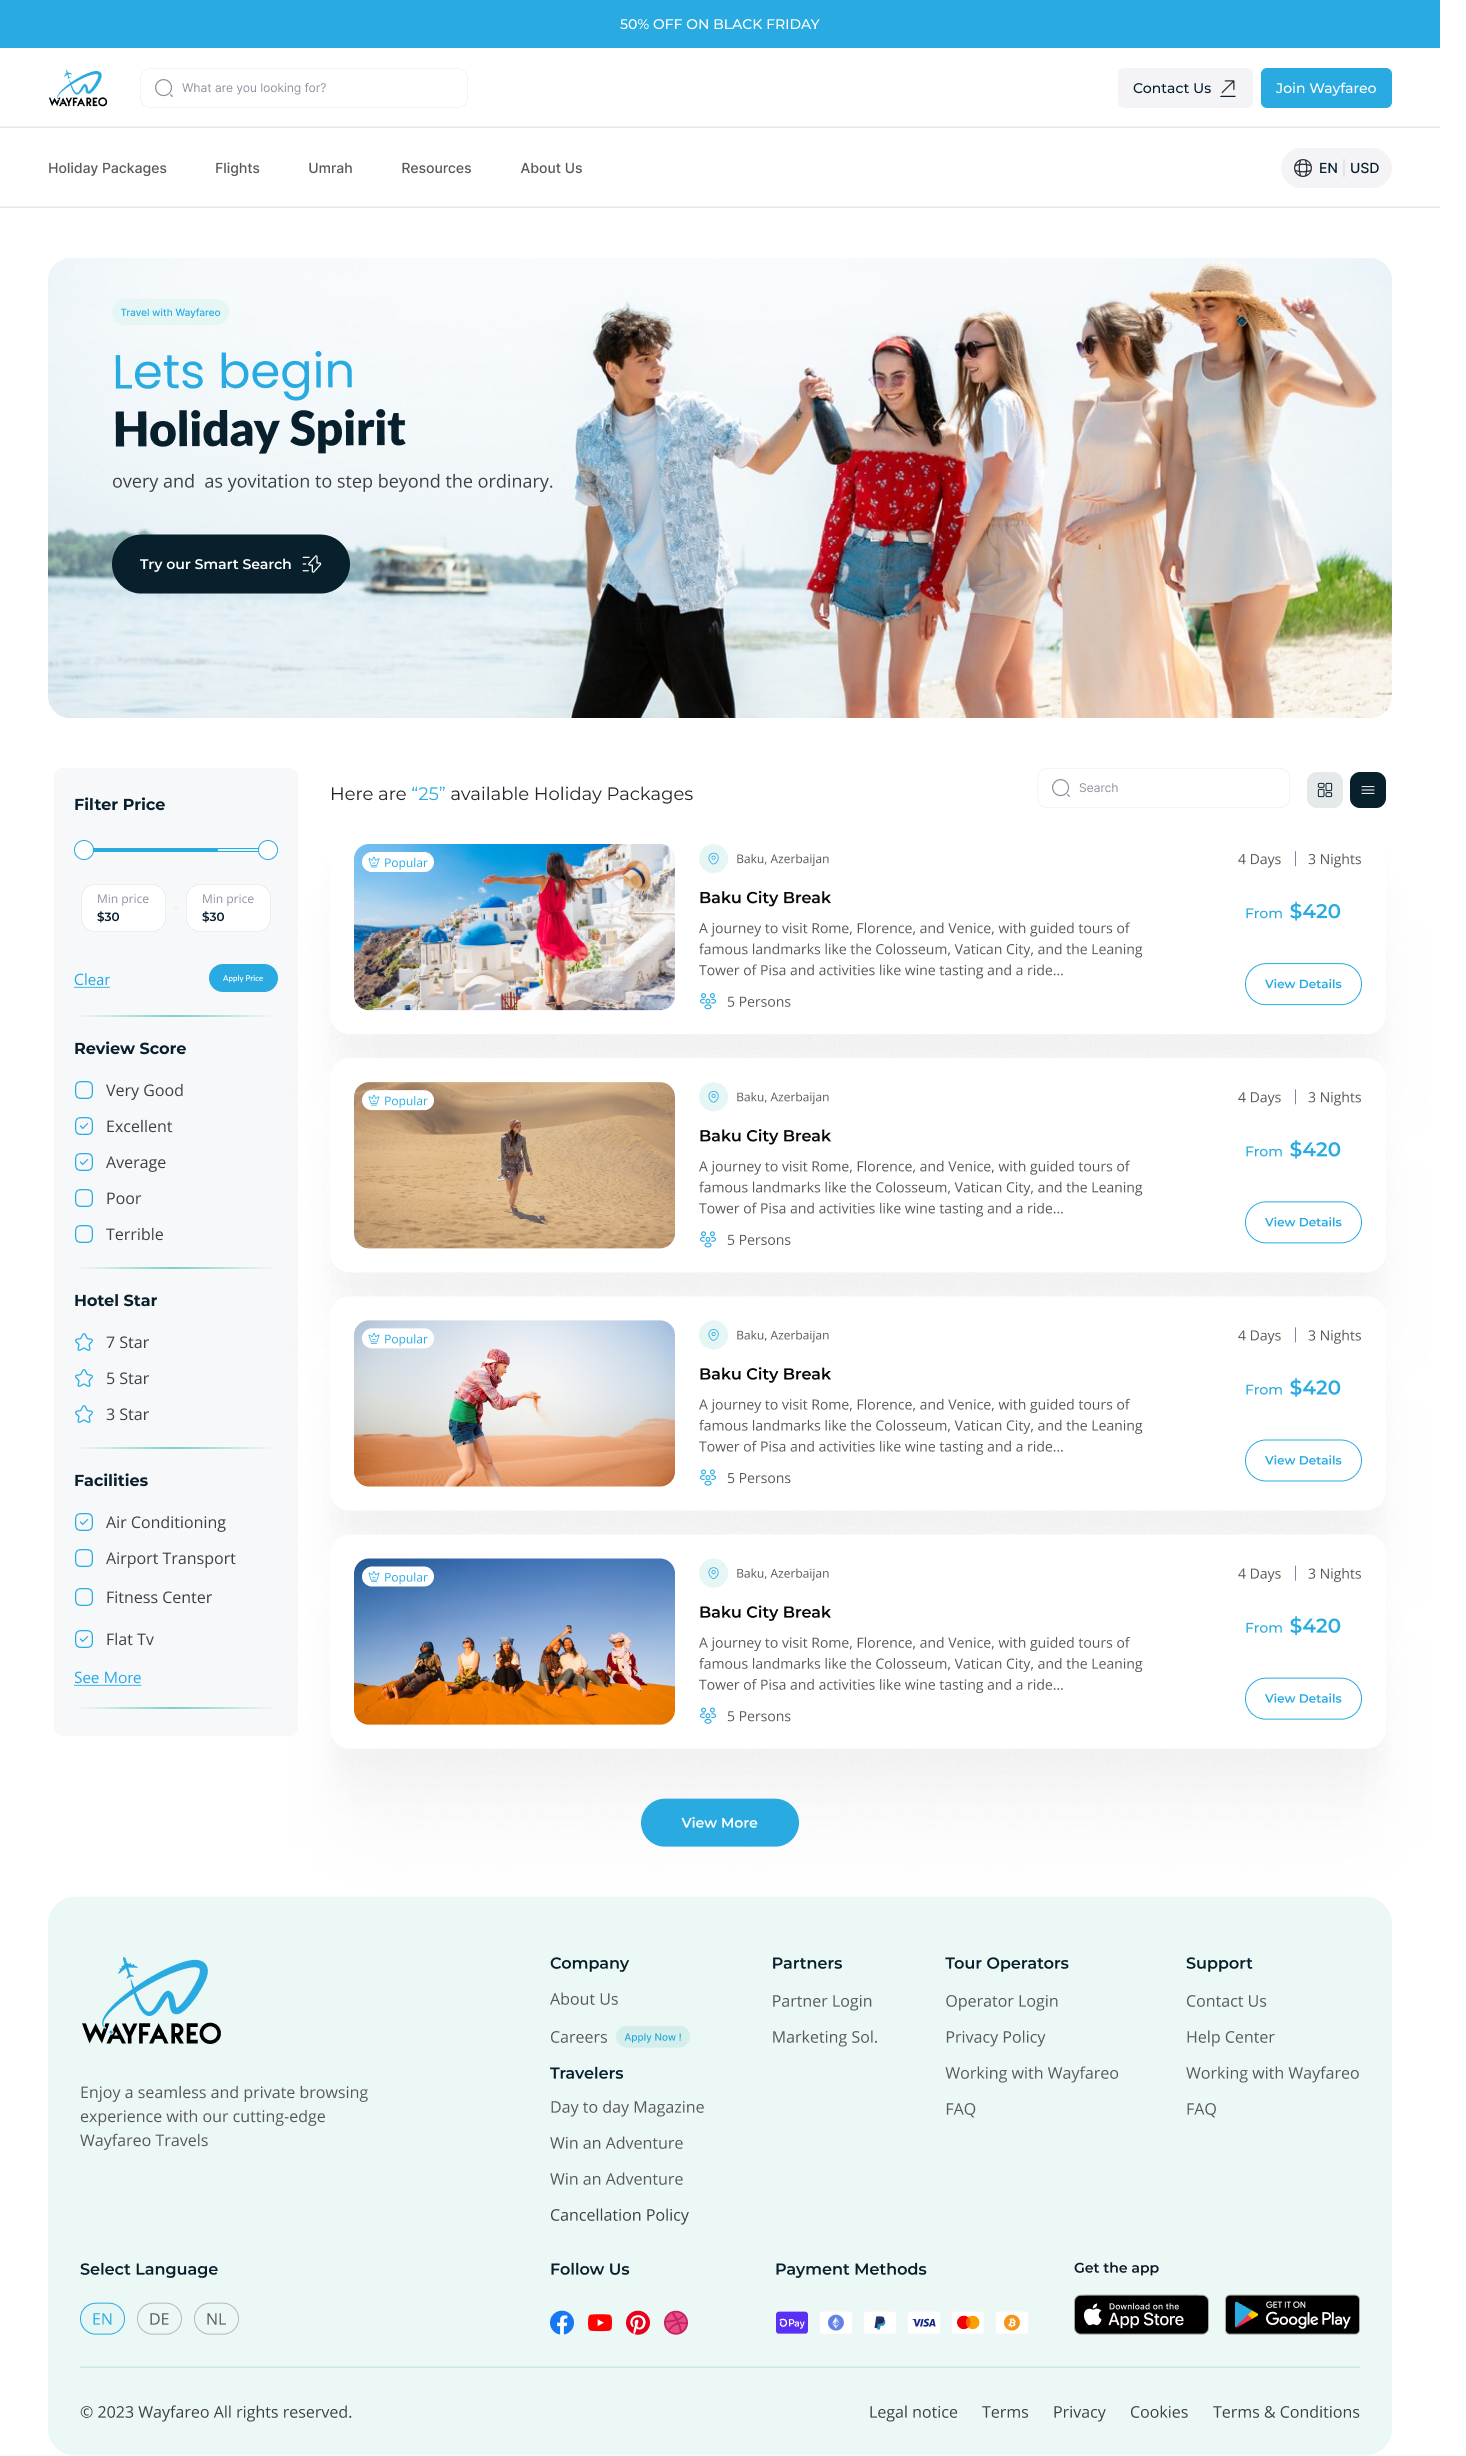 50% OFF ON BLACK FRIDAY
WAYFAREO
What are you looking for?
Contact Us
Join Wayfareo
Holiday Packages
Flights
Umrah
Resources
About Us
EN | USD
Travel with Wayfareo
Lets begin
Holiday Spirit
overy and  as yovitation to step beyond the ordinary.
Try our Smart Search
Filter Price
Min price
$30
-
Min price
$30
Clear
Apply Price
Review Score
Very Good
Excellent
Average
Poor
Terrible
Hotel Star
7 Star
5 Star
3 Star
Facilities
Air Conditioning
Airport Transport
Fitness Center
Flat Tv
See More
Here are “25” available Holiday Packages
Search
Popular
Baku, Azerbaijan
4 Days | 3 Nights
Baku City Break
From $420
A journey to visit Rome, Florence, and Venice, with guided tours of
famous landmarks like the Colosseum, Vatican City, and the Leaning
Tower of Pisa and activities like wine tasting and a ride...
View Details
5 Persons
Popular
Baku, Azerbaijan
4 Days | 3 Nights
Baku City Break
From $420
A journey to visit Rome, Florence, and Venice, with guided tours of
famous landmarks like the Colosseum, Vatican City, and the Leaning
Tower of Pisa and activities like wine tasting and a ride...
View Details
5 Persons
Popular
Baku, Azerbaijan
4 Days | 3 Nights
Baku City Break
From $420
A journey to visit Rome, Florence, and Venice, with guided tours of
famous landmarks like the Colosseum, Vatican City, and the Leaning
Tower of Pisa and activities like wine tasting and a ride...
View Details
5 Persons
Popular
Baku, Azerbaijan
4 Days | 3 Nights
Baku City Break
From $420
A journey to visit Rome, Florence, and Venice, with guided tours of
famous landmarks like the Colosseum, Vatican City, and the Leaning
Tower of Pisa and activities like wine tasting and a ride...
View Details
5 Persons
View More
WAYFAREO
Enjoy a seamless and private browsing
experience with our cutting-edge
Wayfareo Travels
Company
About Us
Careers
Apply Now !
Travelers
Day to day Magazine
Win an Adventure
Win an Adventure
Cancellation Policy
Partners
Partner Login
Marketing Sol.
Tour Operators
Operator Login
Privacy Policy
Working with Wayfareo
FAQ
Support
Contact Us
Help Center
Working with Wayfareo
FAQ
Select Language
EN
DE
NL
Follow Us
Payment Methods
Pay
VISA
Get the app
Download on the
App Store
GET IT ON
Google Play
© 2023 Wayfareo All rights reserved.
Legal notice
Terms
Privacy
Cookies
Terms & Conditions